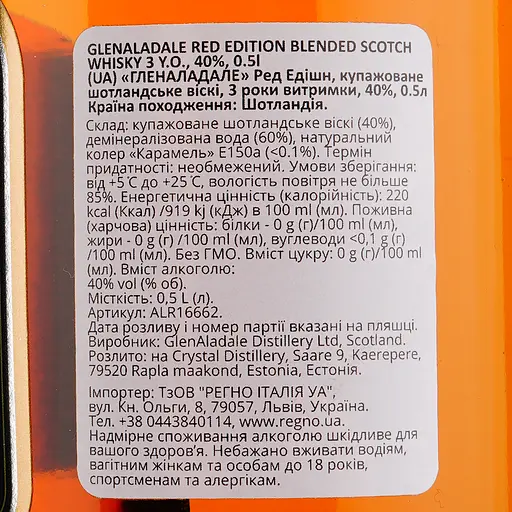 GLENALADALE RED EDITION BLENDED SCOTCH
WHISKY 3 Y.O., 40%, 0.5l
(UA) «ГЛЕНАЛАДАЛЕ» Ред Едішн, купажоване
шотландське віскі, 3 роки витримки, 40%, 0.5л
Країна походження: Шотландія.
Склад: купажоване шотландське віскі (40%),
демінералізована вода (60%), натуральний
колер «Карамель» Е150а (<0.1%). Термін
придатності: необмежений. Умови зберігання:
від +5℃ до +25℃, вологість повітря не більше
85%. Енергетична цінність (калорійність): 220
kcal (Ккал) /919 kj (кДж) в 100 ml (мл). Поживна
(харчова) цінність: білки - 0 g (г)/100 ml (мл),
жири - 0 g (г) /100 ml (мл), вуглеводи <0,1 g (г)
/100 ml (мл). Без ГМО. Вміст цукру: 0 g (г)/100 ml
(мл). Вміст алкоголю:
40% vol (% об).
Місткість: 0,5 L (л).
Артикул: ALR16662.
Дата розливу і номер партії вказані на пляшці.
Виробник: GlenAladale Distillery Ltd, Scotland.
Розлито: на Crystal Distillery, Saare 9, Kaerepere,
79520 Rapla maakond, Estonia, Естонія.
Імпортер: ТзОВ "РЕГНО ІТАЛІЯ УА",
вул. Кн. Ольги, 8, 79057, Львів, Україна.
Тел. +38 0443840114, www.regno.ua.
Надмірне споживання алкоголю шкідливе для
вашого здоров'я. Небажано вживати водіям,
вагітним жінкам та особам до 18 років,
спортсменам та алергікам.